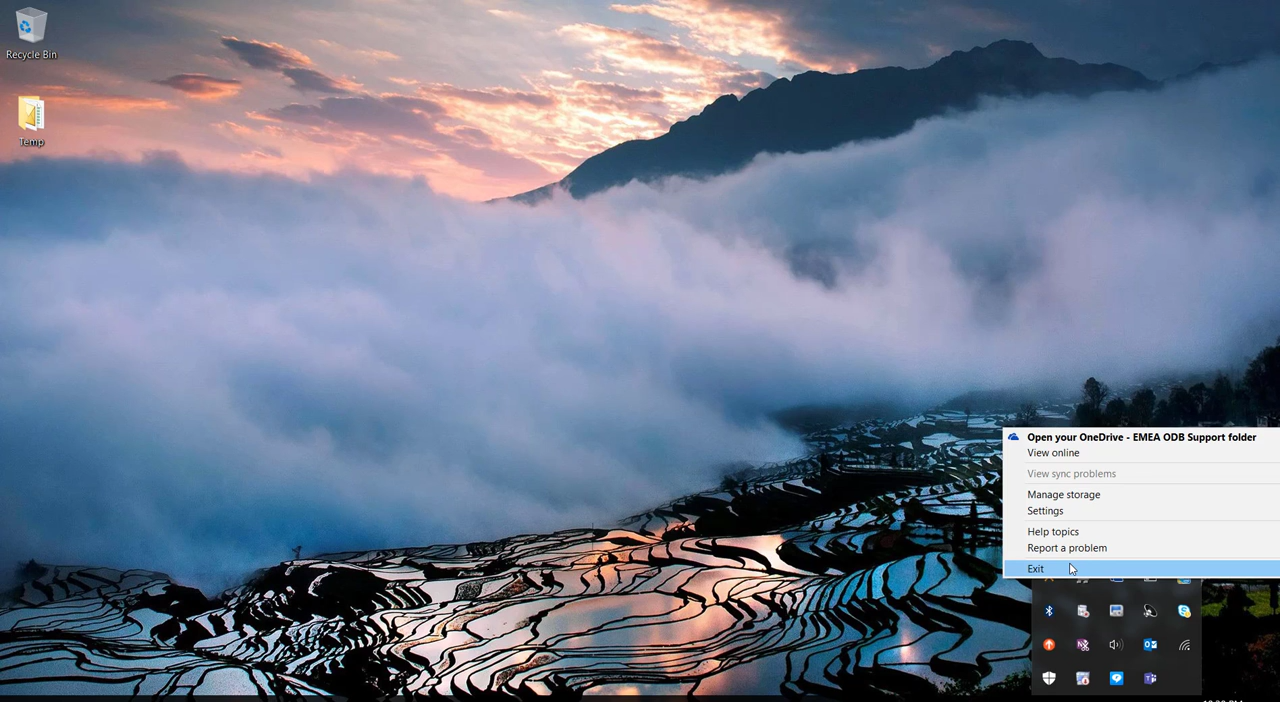 Recycle Bin
Temp
Open your OneDrive - EMEA ODB Support folder
View online
View sync problems
Manage storage
Settings
Help topics
Report a problem
Exit